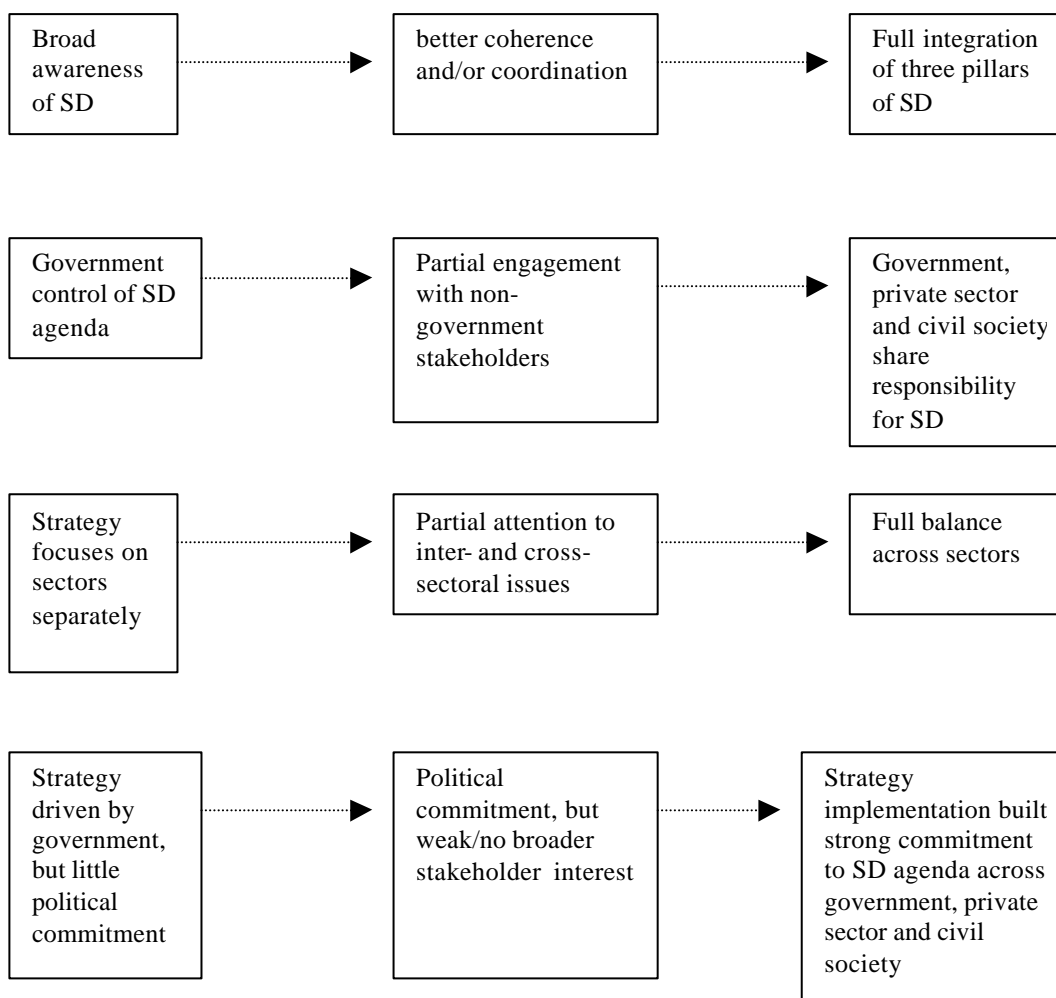 Broad
awareness
of SD
better coherence
and/or coordination
Full integration
of three pillars
of SD
Government
control of SD
agenda
Partial engagement
with non-
government
stakeholders
Government,
private sector
and civil society
share
responsibility
for SD
Strategy
focuses on
sectors
separately
Partial attention to
inter- and cross-
sectoral issues
Full balance
across sectors
Strategy
driven by
government,
but little
political
commitment
Political
commitment, but
weak/no broader
stakeholder interest
Strategy
implementation built
strong commitment
to SD agenda across
government, private
sector and civil
society